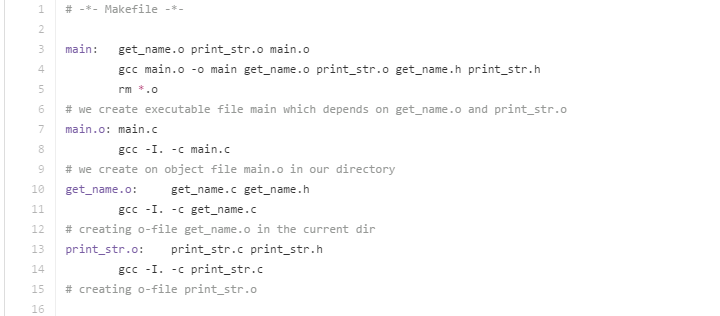 1 # -*- Makefile -*-
2
3 main: get_name.o print_str.o main.o
4 gcc main.o -o main get_name.o print_str.o get_name.h print_str.h
5 rm *.o
6 # we create executable file main which depends on get_name.o and print_str.o
7 main.o: main.c
8 gcc -I. -c main.c
9 # we create on object file main.o in our directory
10 get_name.o: get_name.c get_name.h
11 gcc -I. -c get_name.c
12 # creating o-file get_name.o in the current dir
13 print_str.o: print_str.c print_str.h
14 gcc -I. -c print_str.c
15 # creating o-file print_str.o
16